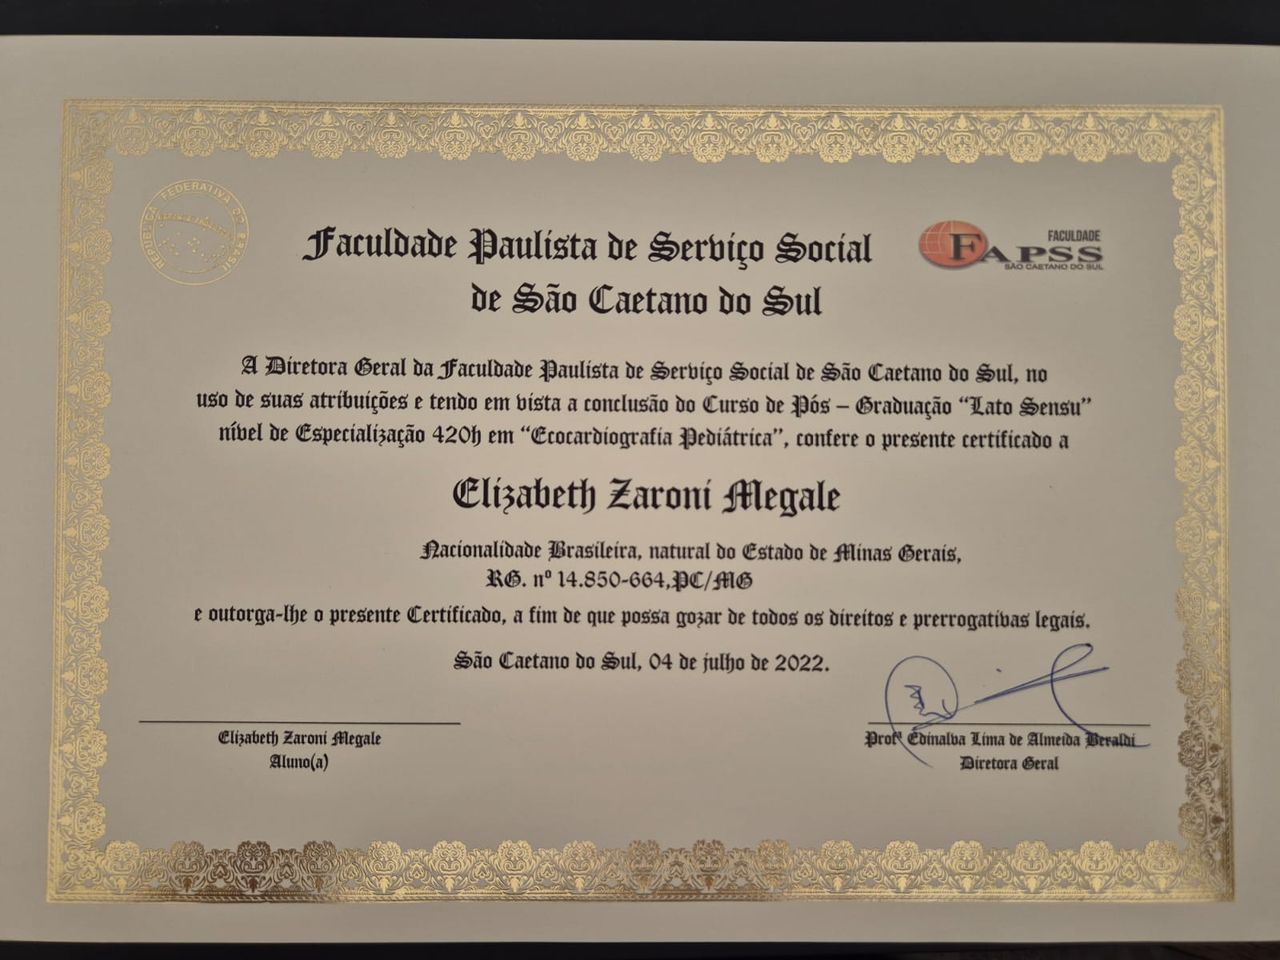 REPÚBLICA FEDERATIVA DO BRASIL
Faculdade Paulista de Serviço Social
de São Caetano do Sul
FACULDADE
FAPSS
SÃO CAETANO DO SUL
A Diretora Geral da Faculdade Paulista de Serviço Social de São Caetano do Sul, no
uso de suas atribuições e tendo em vista a conclusão do Curso de Pós – Graduação “Lato Sensu”
nível de Especialização 420h em “Ecocardiografia Pediátrica”, confere o presente certificado a
Elizabeth Zaroni Megale
Nacionalidade Brasileira, natural do Estado de Minas Gerais,
RG. nº 14.850-664,PC/MG
e outorga-lhe o presente Certificado, a fim de que possa gozar de todos os direitos e prerrogativas legais.
São Caetano do Sul, 04 de julho de 2022.
Elizabeth Zaroni Megale
Aluno(a)
Profª Edinalva Lima de Almeida Beraldi
Diretora Geral